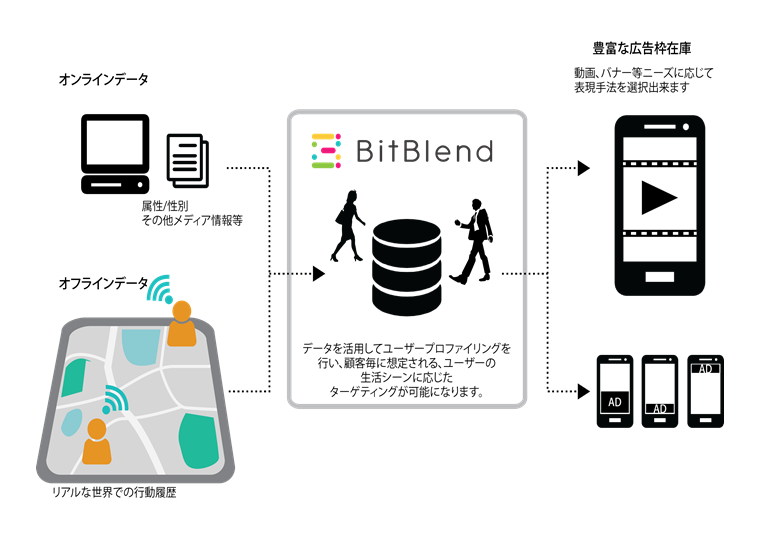 オンラインデータ
属性/性別
その他メディア情報等
オフラインデータ
リアルな世界での行動履歴
BitBlend
データを活用してユーザープロファイリングを
行い、顧客毎に想定される、ユーザーの
生活シーンに応じた
ターゲティングが可能になります。
豊富な広告枠在庫
動画、バナー等ニーズに応じて
表現手法を選択出来ます
AD
AD
AD